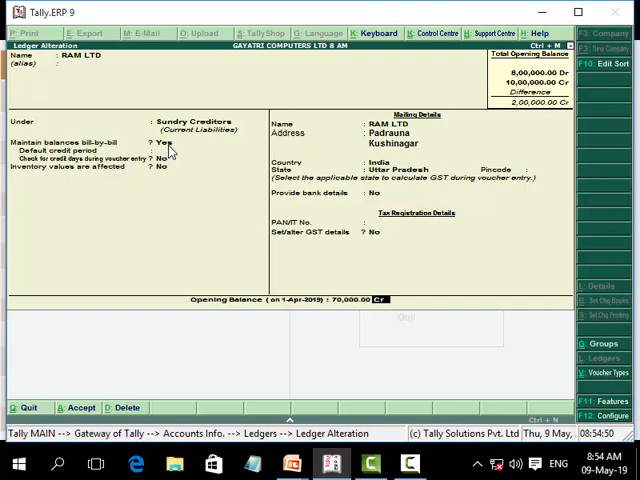 Tally.ERP 9
P: Print E: Export M: E-Mail O: Upload S: TallyShop G: Language K: Keyboard K: Control Centre H: Support Centre H: Help F3: Company
F3: New Company
Ledger Alteration GAYATRI COMPUTERS LTD 8 AM Ctrl + M
F10: Edit Sort
Name : RAM LTD Total Opening Balance
(alias) :
8,00,000.00 Dr
10,00,000.00 Cr
Difference
2,00,000.00 Cr
Mailing Details
Under : Sundry Creditors
(Current Liabilities)
Name : RAM LTD
Address : Padrauna
Kushinagar
Maintain balances bill-by-bill ? Yes
Default credit period :
Check for credit days during voucher entry ? No
Inventory values are affected ? No
Country : India
State : Uttar Pradesh Pincode :
(Select the applicable state to calculate GST during voucher entry.)
Provide bank details : No
Tax Registration Details
PAN/IT No. :
Set/alter GST details ? No
Opening Balance ( on 1-Apr-2019) : 70,000.00 Cr
L: Details
B: Set Chq Books
S: Set Chq Printing
Quit
G: Groups
L: Ledgers
V: Voucher Types
F11: Features
F12: Configure
Q: Quit A: Accept D: Delete
Ctrl + N
Tally MAIN --> Gateway of Tally --> Accounts Info. --> Ledgers --> Ledger Alteration (c) Tally Solutions Pvt. Ltd Thu, 9 May, 08:54:50
ENG
8:54 AM
09-May-19